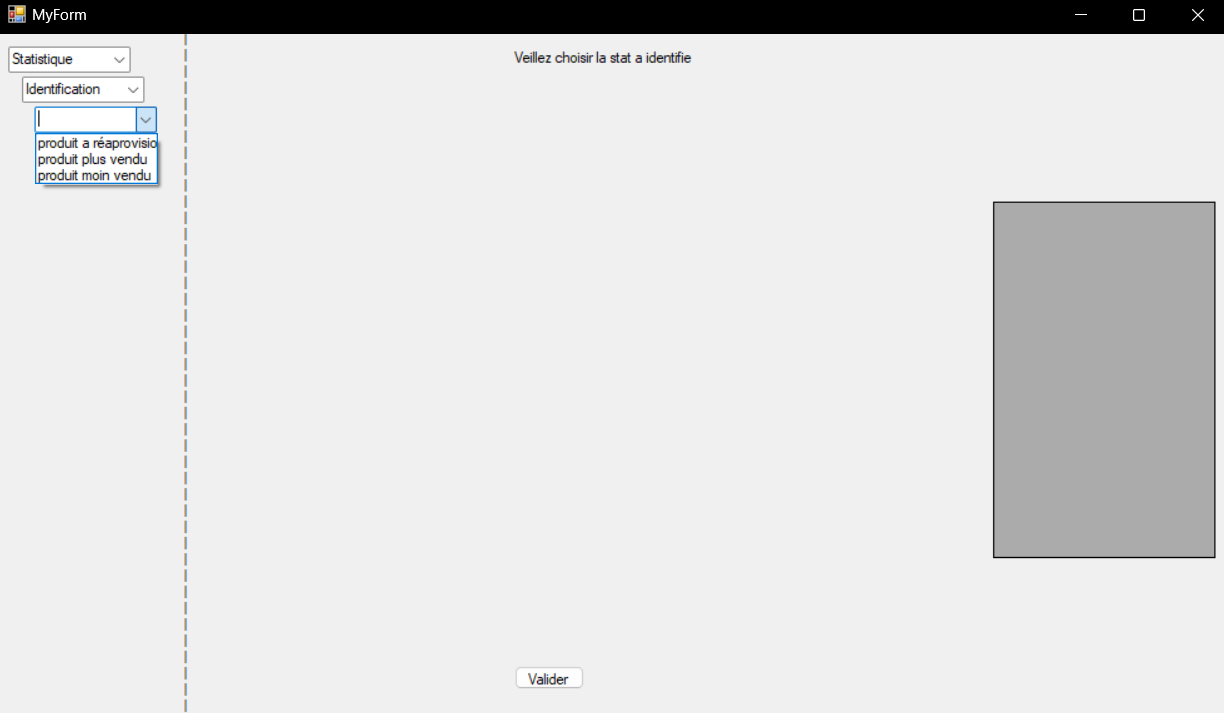 MyForm
Statistique
Veillez choisir la stat a identifie
Identification
produit a réaprovisio
produit plus vendu
produit moin vendu
Valider